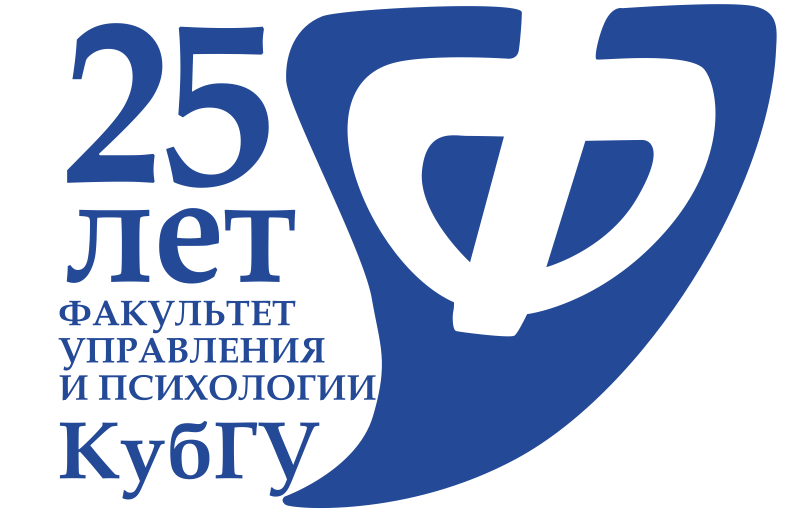 25
лет
ФАКУЛЬТЕТ
УПРАВЛЕНИЯ
И ПСИХОЛОГИИ
КубГУ
Ф